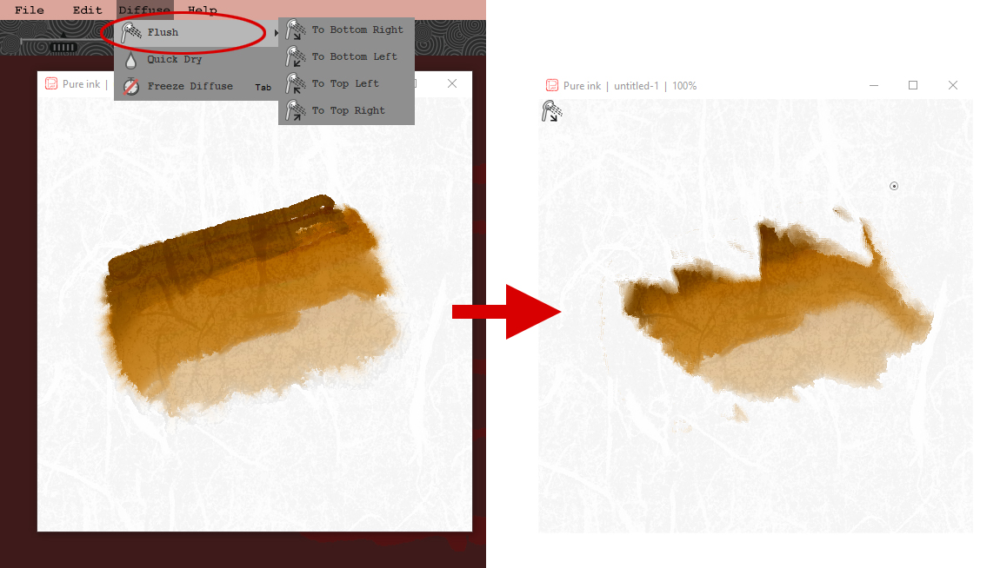 File Edit Diffuse Help
Flush
Quick Dry
Freeze Diffuse Tab
To Bottom Right
To Bottom Left
To Top Left
To Top Right
Pure ink |
Pure ink | untitled-1 | 100%